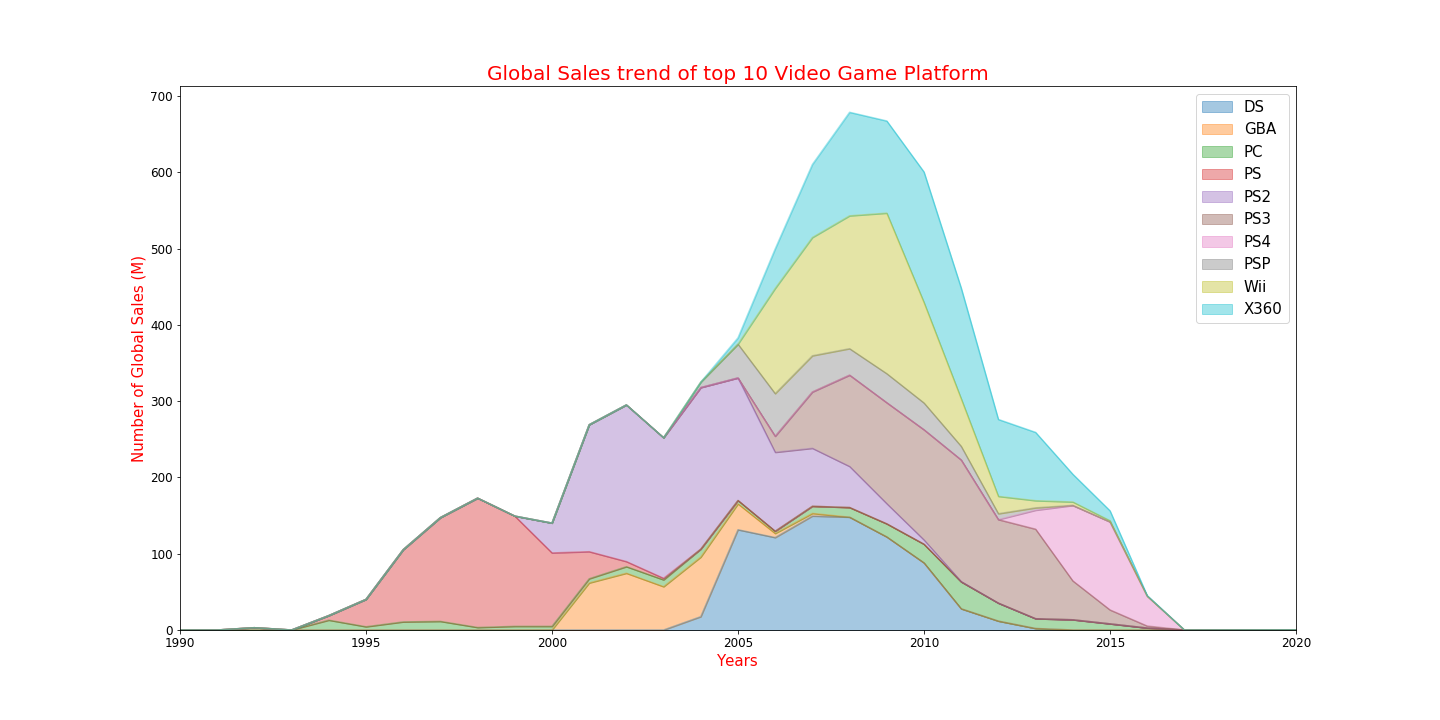 Global Sales trend of top 10 Video Game Platform
Number of Global Sales (M)
700
600
500
400
300
200
100
0
DS
GBA
PC
PS
PS2
PS3
PS4
PSP
Wii
X360
1990
1995
2000
2005
2010
2015
2020
Years